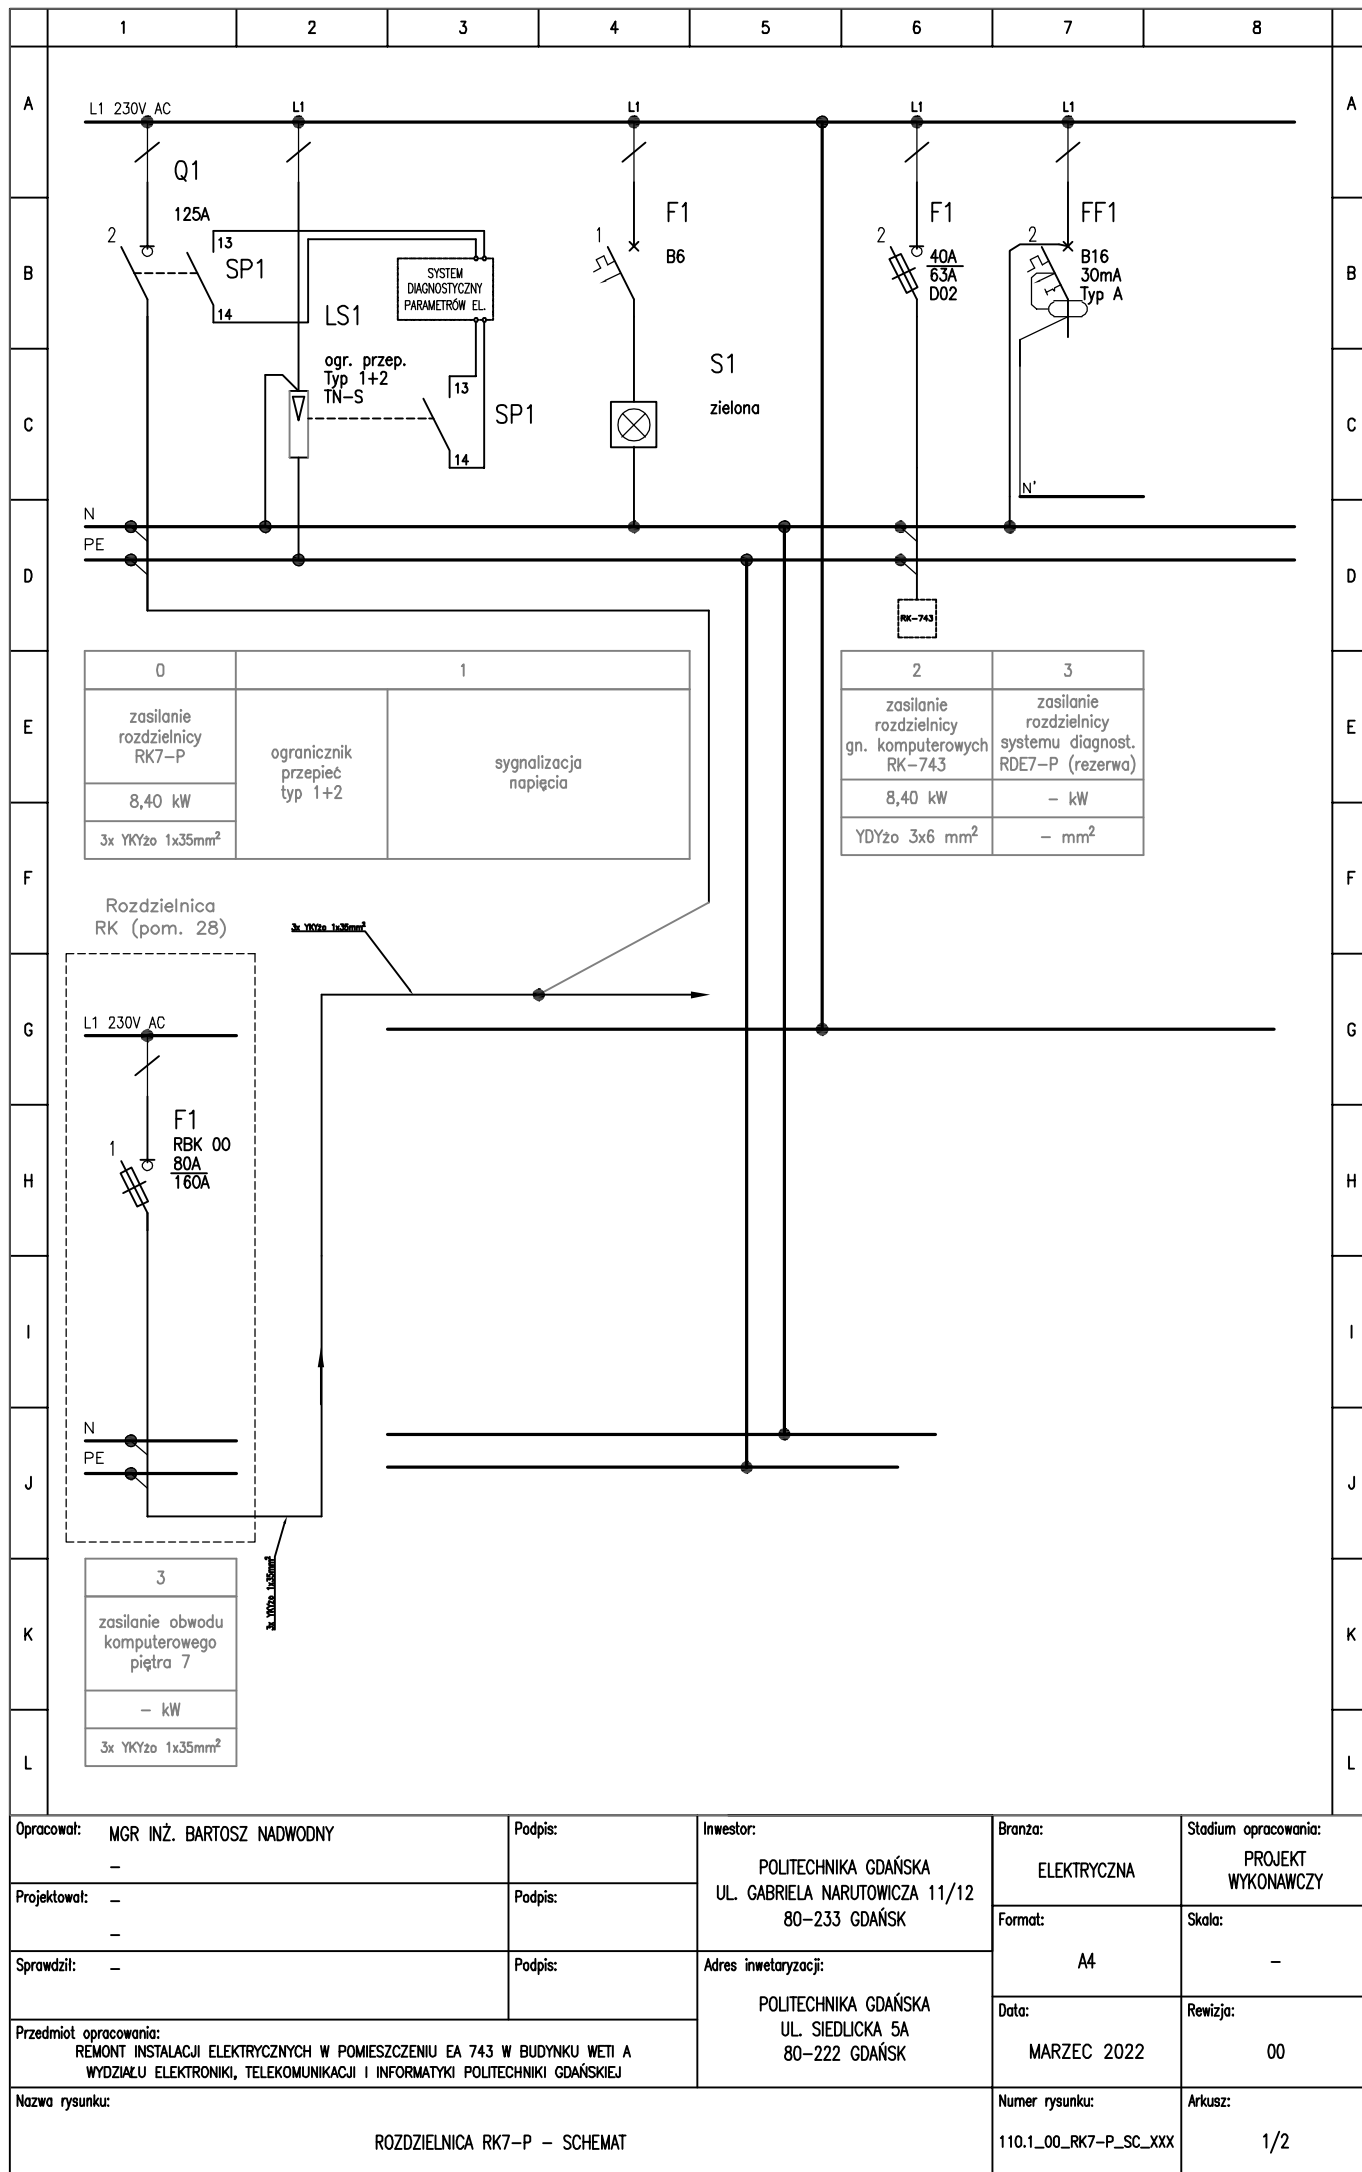 1 2 3 4 5 6 7 8
A A
L1 230V AC
L1
L1
L1
L1
Q1
125A
2
13
SP1
14
B B
SYSTEM
DIAGNOSTYCZNY
PARAMETRÓW EL.
LS1
ogr. przep.
Typ 1+2
TN-S
13
SP1
14
F1
1
B6
S1
zielona
F1
2
40A
63A
D02
FF1
2
B16
30mA
Typ A
C C
N'
N
PE
D D
RK-743
0
zasilanie
rozdzielnicy
RK7-P
8,40 kW
3x YKYżo 1x35mm²
1
ogranicznik
przepieć
typ 1+2
sygnalizacja
napięcia
2
zasilanie
rozdzielnicy
gn. komputerowych
RK-743
8,40 kW
YDYżo 3x6 mm²
3
zasilanie
rozdzielnicy
systemu diagnost.
RDE7-P (rezerwa)
- kW
- mm²
E E
F F
Rozdzielnica
RK (pom. 28)
3x YKYżo 1x35mm²
G G
L1 230V AC
F1
RBK 00
1
80A
160A
H H
I I
N
PE
J J
3x YKYżo 1x35mm²
3
zasilanie obwodu
komputerowego
piętra 7
- kW
3x YKYżo 1x35mm²
K K
L L
Opracował: MGR INŻ. BARTOSZ NADWODNY
-
Podpis:
Projektował: -
-
Podpis:
Sprawdził: -
Podpis:
Inwestor:
POLITECHNIKA GDAŃSKA
UL. GABRIELA NARUTOWICZA 11/12
80-233 GDAŃSK
Adres inwetaryzacji:
POLITECHNIKA GDAŃSKA
UL. SIEDLICKA 5A
80-222 GDAŃSK
Branża:
ELEKTRYCZNA
Stadium opracowania:
PROJEKT
WYKONAWCZY
Format:
A4
Skala:
-
Data:
MARZEC 2022
Rewizja:
00
Przedmiot opracowania:
REMONT INSTALACJI ELEKTRYCZNYCH W POMIESZCZENIU EA 743 W BUDYNKU WETI A
WYDZIAŁU ELEKTRONIKI, TELEKOMUNIKACJI I INFORMATYKI POLITECHNIKI GDAŃSKIEJ
Nazwa rysunku:
ROZDZIELNICA RK7-P - SCHEMAT
Numer rysunku:
110.1_00_RK7-P_SC_XXX
Arkusz:
1/2